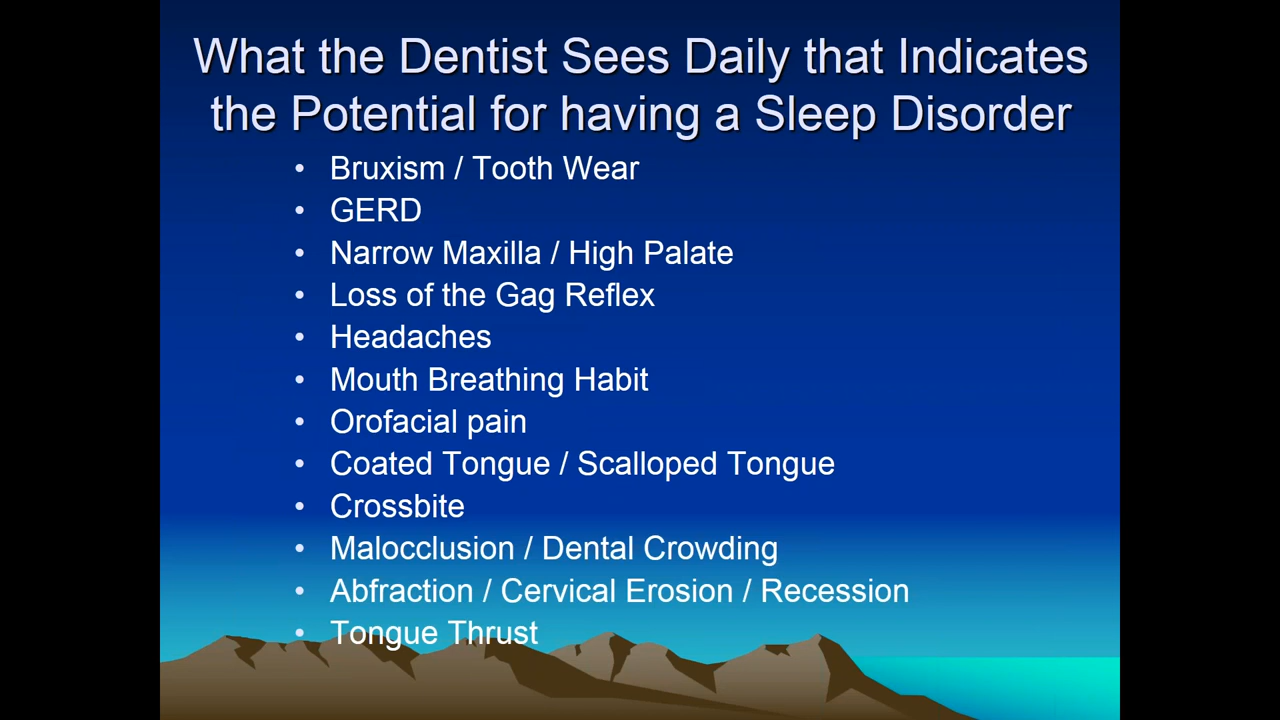 What the Dentist Sees Daily that Indicates
the Potential for having a Sleep Disorder
• Bruxism / Tooth Wear
• GERD
• Narrow Maxilla / High Palate
• Loss of the Gag Reflex
• Headaches
• Mouth Breathing Habit
• Orofacial pain
• Coated Tongue / Scalloped Tongue
• Crossbite
• Malocclusion / Dental Crowding
• Abfraction / Cervical Erosion / Recession
• Tongue Thrust